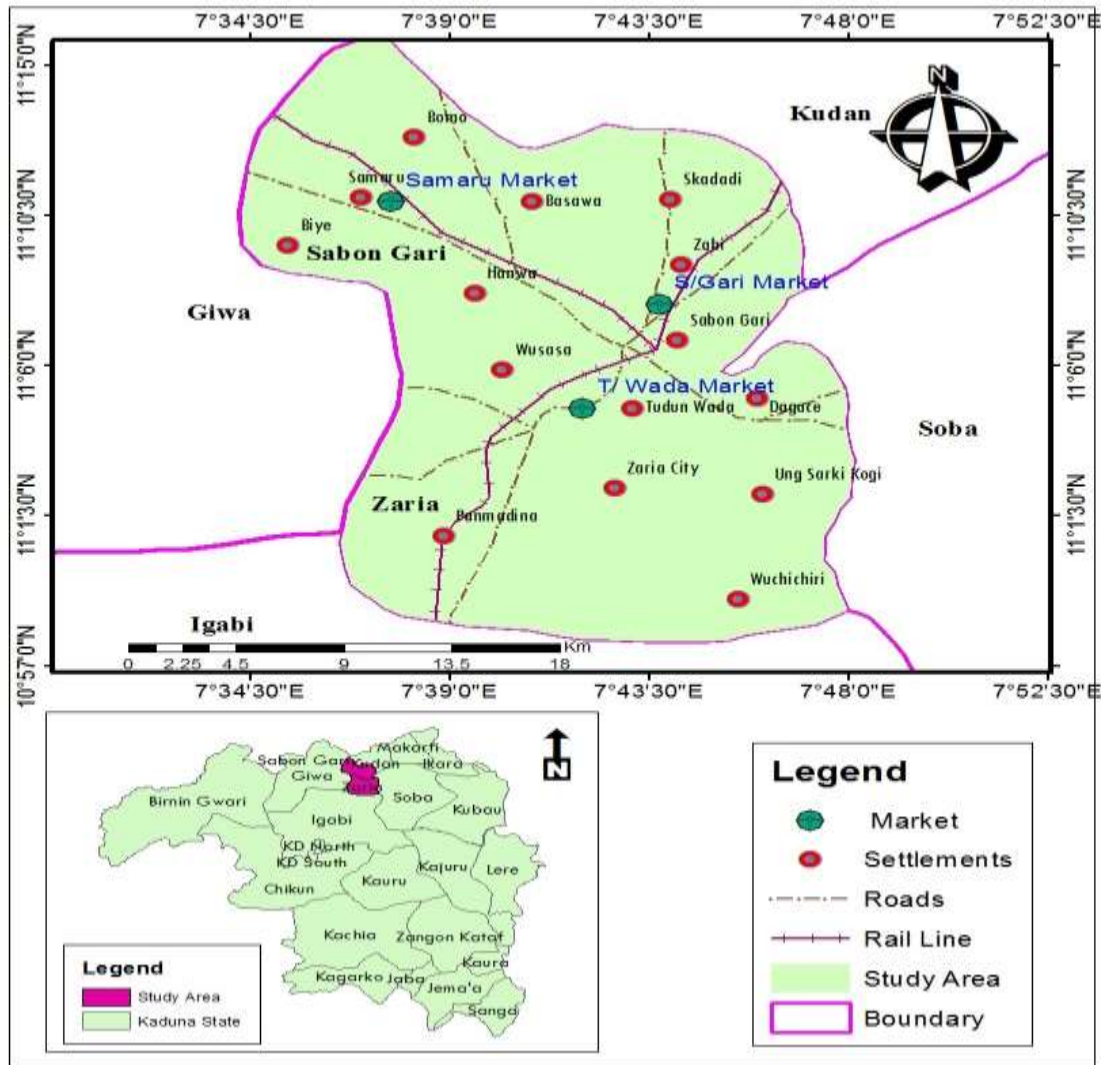 7°34'30"E 7°39'0"E 7°43'30"E 7°48'0"E 7°52'30"E
11°15'0"N
11°10'30"N
11°6'0"N
11°1'30"N
10°57'0"N
N
Kudan
Bomo
Samaru
Samaru Market
Skadadi
Basawa
Biye
Sabon Gari
Zabi
Hanwa
S/Gari Market
Giwa
Sabon Gari
Wusasa
T/ Wada Market
Tudun Wada
Dagace
Soba
Zaria City
Ung Sarki Kogi
Zaria
Panmadina
Wuchichiri
Igabi
Km
0 2.25 4.5 9 13.5 18
11°15'0"N
11°10'30"N
11°6'0"N
11°1'30"N
10°57'0"N
7°34'30"E 7°39'0"E 7°43'30"E 7°48'0"E 7°52'30"E
N
Makarfi
Sabon Gari
Kudan
Ikara
Giwa
Zaria
Birnin Gwari
Soba
Kubau
Igabi
KD North
KD South
Kajuru
Lere
Chikun
Kauru
Kachia
Zangon Kataf
Kaura
Kagarko
Jaba
Jema'a
Sanga
Legend
Study Area
Kaduna State
Legend
Market
Settlements
Roads
Rail Line
Study Area
Boundary